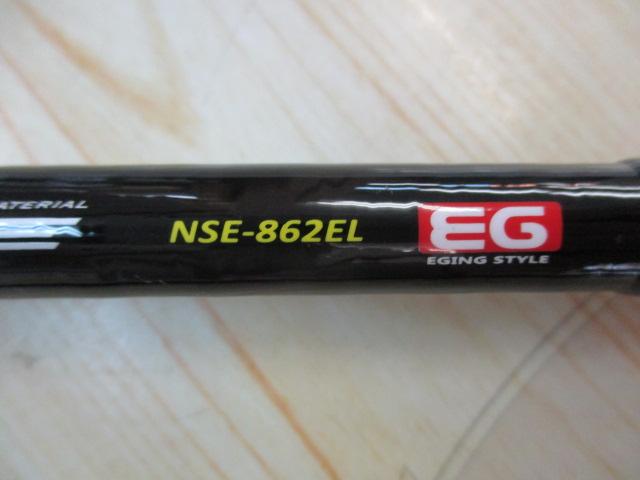 ATERIAL
NSE-862EL
EG
EGING STYLE